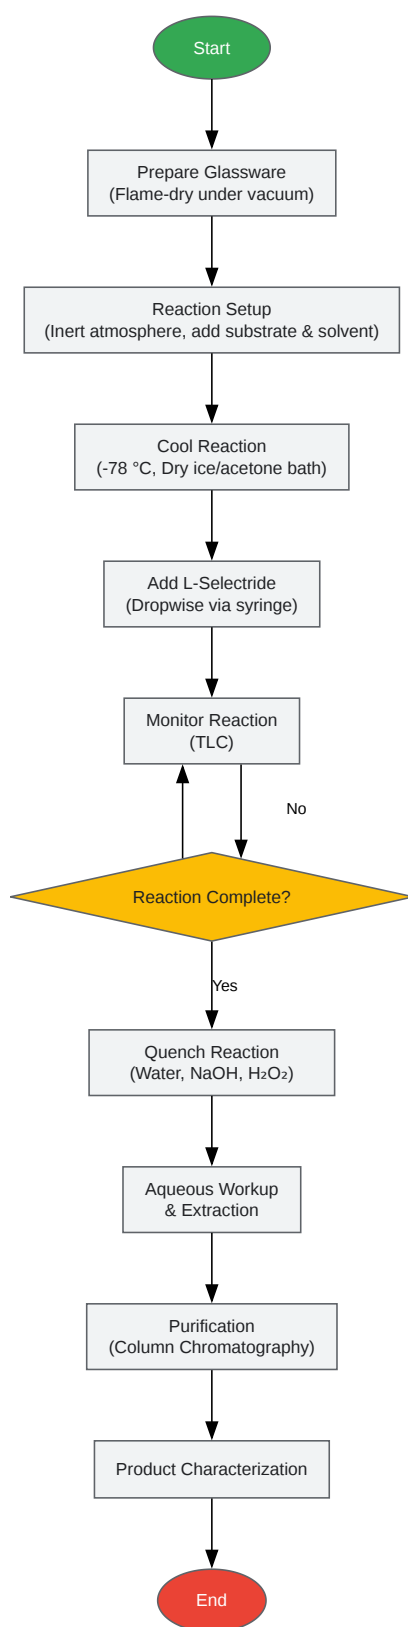 Start
Prepare Glassware
(Flame-dry under vacuum)
Reaction Setup
(Inert atmosphere, add substrate & solvent)
Cool Reaction
(-78 °C, Dry ice/acetone bath)
Add L-Selectride
(Dropwise via syringe)
Monitor Reaction
(TLC)
No
Reaction Complete?
Yes
Quench Reaction
(Water, NaOH, H₂O₂)
Aqueous Workup
& Extraction
Purification
(Column Chromatography)
Product Characterization
End